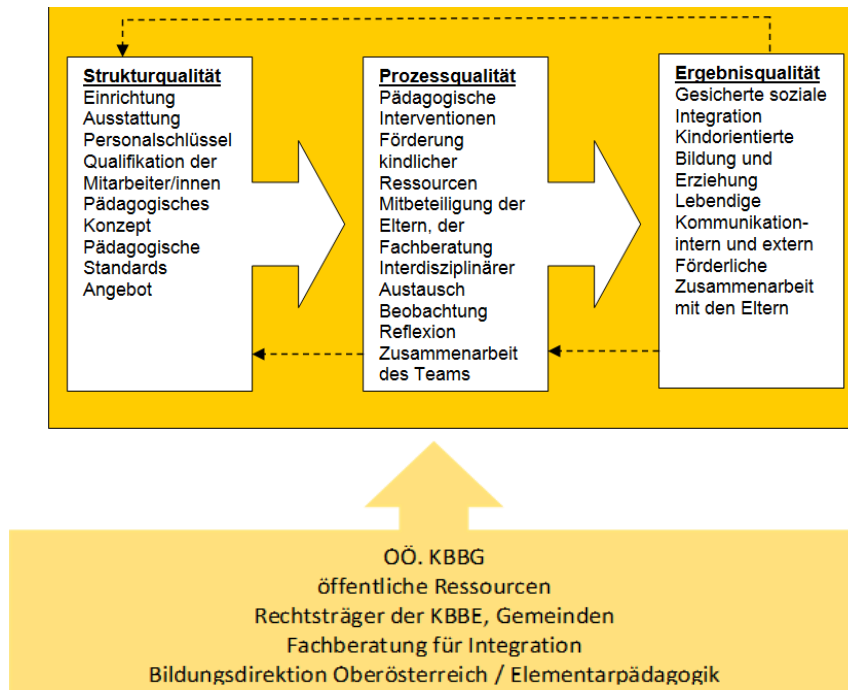 Strukturqualität
Einrichtung
Ausstattung
Personalschlüssel
Qualifikation der
Mitarbeiter/innen
Pädagogisches
Konzept
Pädagogische
Standards
Angebot
Prozessqualität
Pädagogische
Interventionen
Förderung
kindlicher
Ressourcen
Mitbeteiligung der
Eltern, der
Fachberatung
Interdisziplinärer
Austausch
Beobachtung
Reflexion
Zusammenarbeit
des Teams
Ergebnisqualität
Gesicherte soziale
Integration
Kindorientierte
Bildung und
Erziehung
Lebendige
Kommunikation-
intern und extern
Förderliche
Zusammenarbeit
mit den Eltern
OÖ. KBBG
öffentliche Ressourcen
Rechtsträger der KBBE, Gemeinden
Fachberatung für Integration
Bildungsdirektion Oberösterreich / Elementarpädagogik